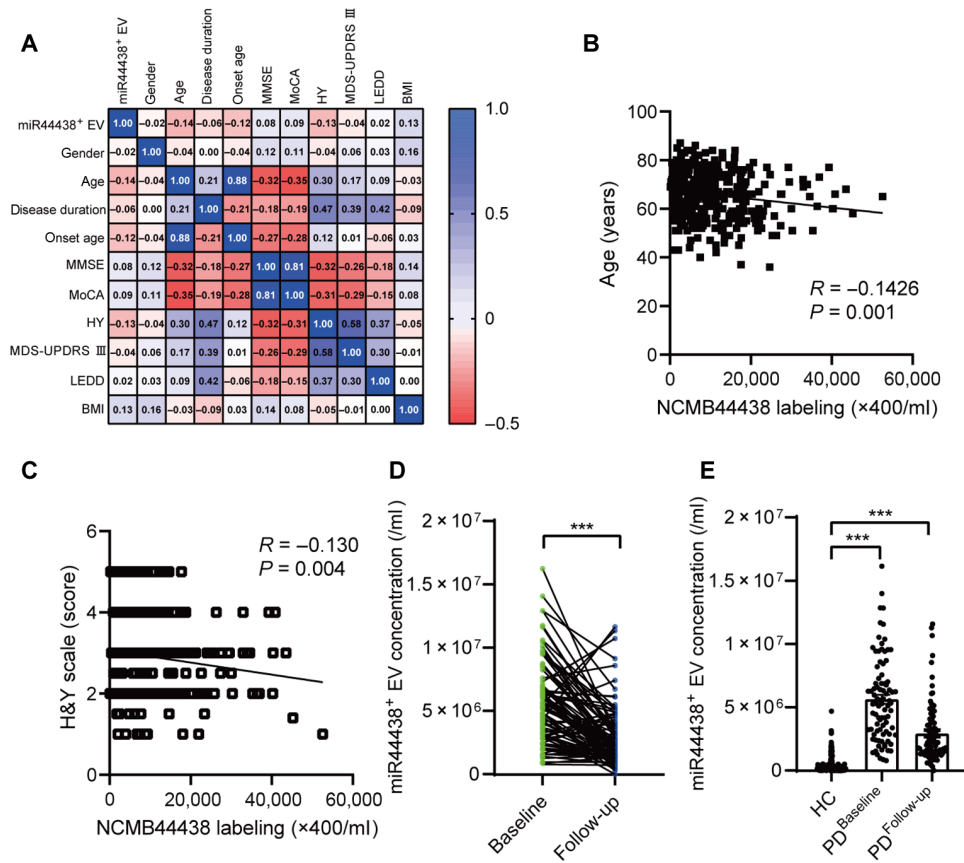 A
miR44438⁺ EV
Gender
Age
Disease duration
Onset age
MMSE
MoCA
HY
MDS-UPDRS III
LEDD
BMI
miR44438⁺ EV 1.00 −0.02 −0.14 −0.06 −0.12 0.08 0.09 −0.13 −0.04 0.02 0.13
Gender −0.02 1.00 −0.04 0.00 −0.04 0.12 0.11 −0.04 0.06 0.03 0.16
Age −0.14 −0.04 1.00 0.21 0.88 −0.32 −0.35 0.30 0.17 0.09 −0.03
Disease duration −0.06 0.00 0.21 1.00 −0.21 −0.18 −0.19 0.47 0.39 0.42 −0.09
Onset age −0.12 −0.04 0.88 −0.21 1.00 −0.27 −0.28 0.12 0.01 −0.06 0.03
MMSE 0.08 0.12 −0.32 −0.18 −0.27 1.00 0.81 −0.32 −0.26 −0.18 0.14
MoCA 0.09 0.11 −0.35 −0.19 −0.28 0.81 1.00 −0.31 −0.29 −0.15 0.08
HY −0.13 −0.04 0.30 0.47 0.12 −0.32 −0.31 1.00 0.58 0.37 −0.05
MDS-UPDRS III −0.04 0.06 0.17 0.39 0.01 −0.26 −0.29 0.58 1.00 0.30 −0.01
LEDD 0.02 0.03 0.09 0.42 −0.06 −0.18 −0.15 0.37 0.30 1.00 0.00
BMI 0.13 0.16 −0.03 −0.09 0.03 0.14 0.08 −0.05 −0.01 0.00 1.00
1.0
0.5
0
−0.5
B
Age (years)
100
80
60
40
20
0
R = −0.1426
P = 0.001
0 20,000 40,000 60,000
NCMB44438 labeling (×400/ml)
C
H&Y scale (score)
6
4
2
0
R = −0.130
P = 0.004
0 20,000 40,000 60,000
NCMB44438 labeling (×400/ml)
D
miR44438⁺ EV concentration (/ml)
2 × 10⁷
1 × 10⁷
1 × 10⁷
5 × 10⁶
0
***
Baseline
Follow-up
E
miR44438⁺ EV concentration (/ml)
2 × 10⁷
1 × 10⁷
1 × 10⁷
5 × 10⁶
0
***
***
HC
PD^Baseline
PD^Follow-up